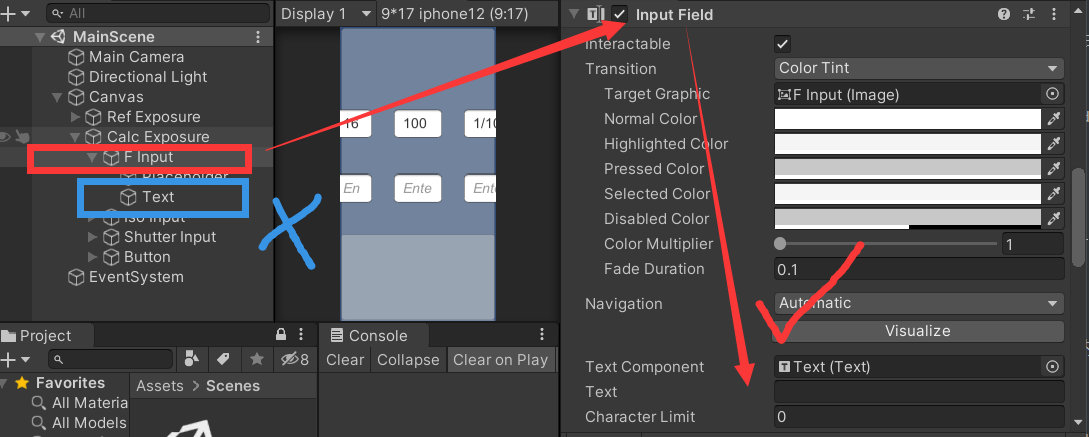 All
MainScene
Main Camera
Directional Light
Canvas
Ref Exposure
Calc Exposure
F Input
Placeholder
Text
Iso Input
Shutter Input
Button
EventSystem
Display 1
9*17 iphone12 (9:17)
16
100
1/10
En
Ente
Ente
Project
8
Favorites
All Materia
All Models
Assets
Scenes
Console
Clear
Collapse
Clear on Play
Input Field
Interactable
Transition
Color Tint
Target Graphic
F Input (Image)
Normal Color
Highlighted Color
Pressed Color
Selected Color
Disabled Color
Color Multiplier
1
Fade Duration
0.1
Navigation
Automatic
Visualize
Text Component
Text (Text)
Text
Character Limit
0